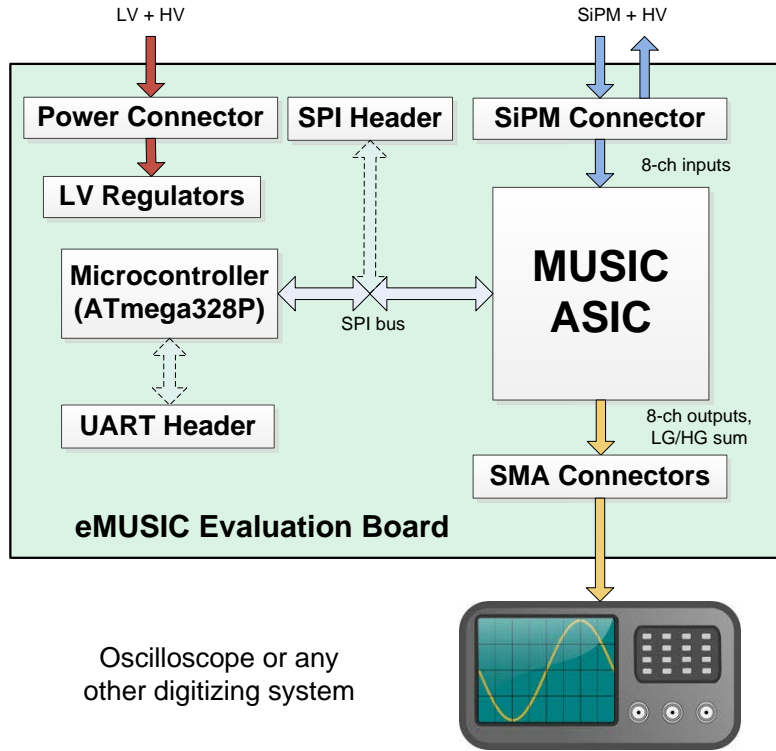 LV + HV
SiPM + HV
Power Connector
SPI Header
SiPM Connector
8-ch inputs
LV Regulators
Microcontroller
(ATmega328P)
MUSIC
ASIC
SPI bus
UART Header
8-ch outputs,
LG/HG sum
SMA Connectors
eMUSIC Evaluation Board
Oscilloscope or any
other digitizing system